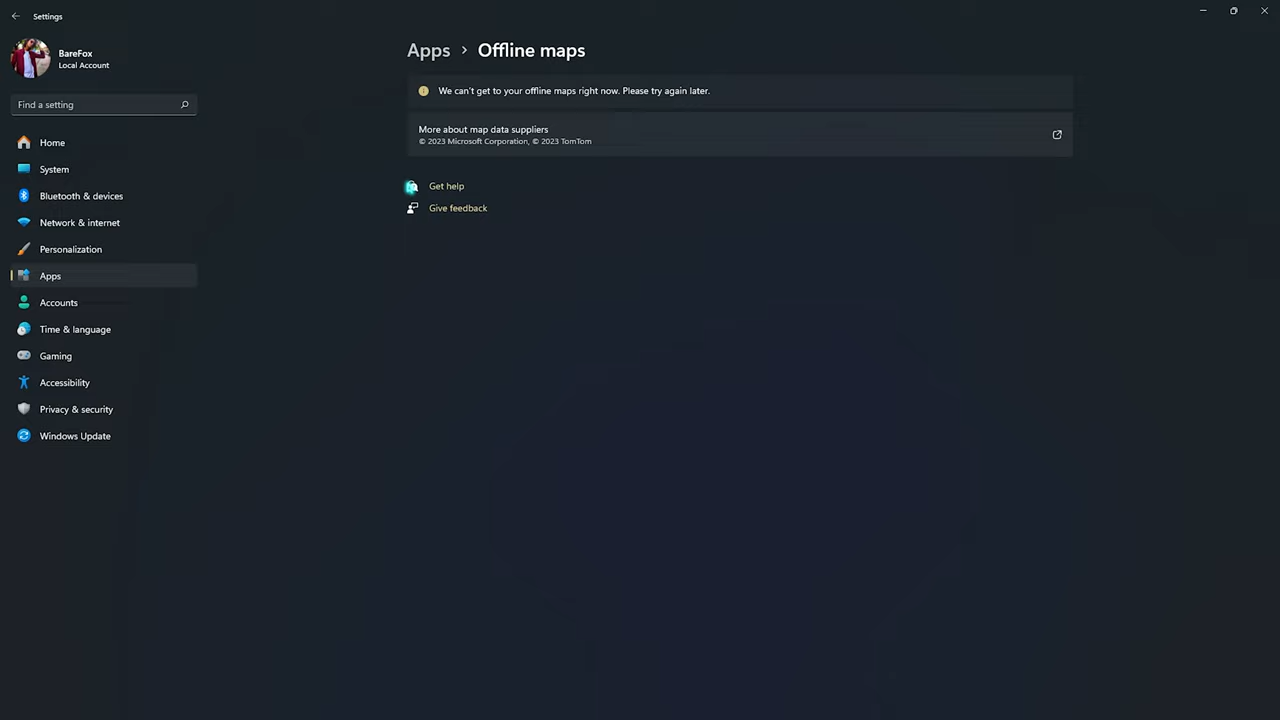 Settings
BareFox
Local Account
Find a setting
Home
System
Bluetooth & devices
Network & internet
Personalization
Apps
Accounts
Time & language
Gaming
Accessibility
Privacy & security
Windows Update
Apps › Offline maps
We can't get to your offline maps right now. Please try again later.
More about map data suppliers
© 2023 Microsoft Corporation, © 2023 TomTom
Get help
Give feedback